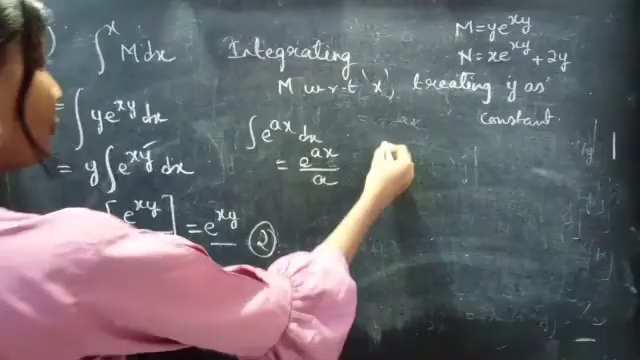 ∫ˣ M dx Integrating
M w.r.t 'x', treating y as constant.
M = ye^{xy}
N = xe^{xy} + 2y
= ∫ ye^{xy} dx
= y ∫ e^{xy} dx
[e^{xy}] = e^{xy} ②
∫ e^{ax} dx
= e^{ax}/a